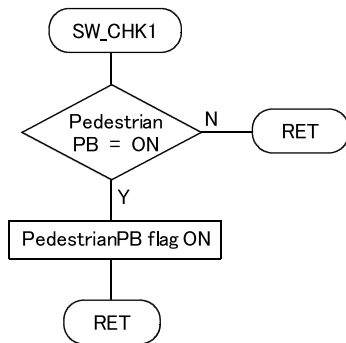 SW_CHK1
Pedestrian
PB = ON
N
RET
Y
PedestrianPB flag ON
RET